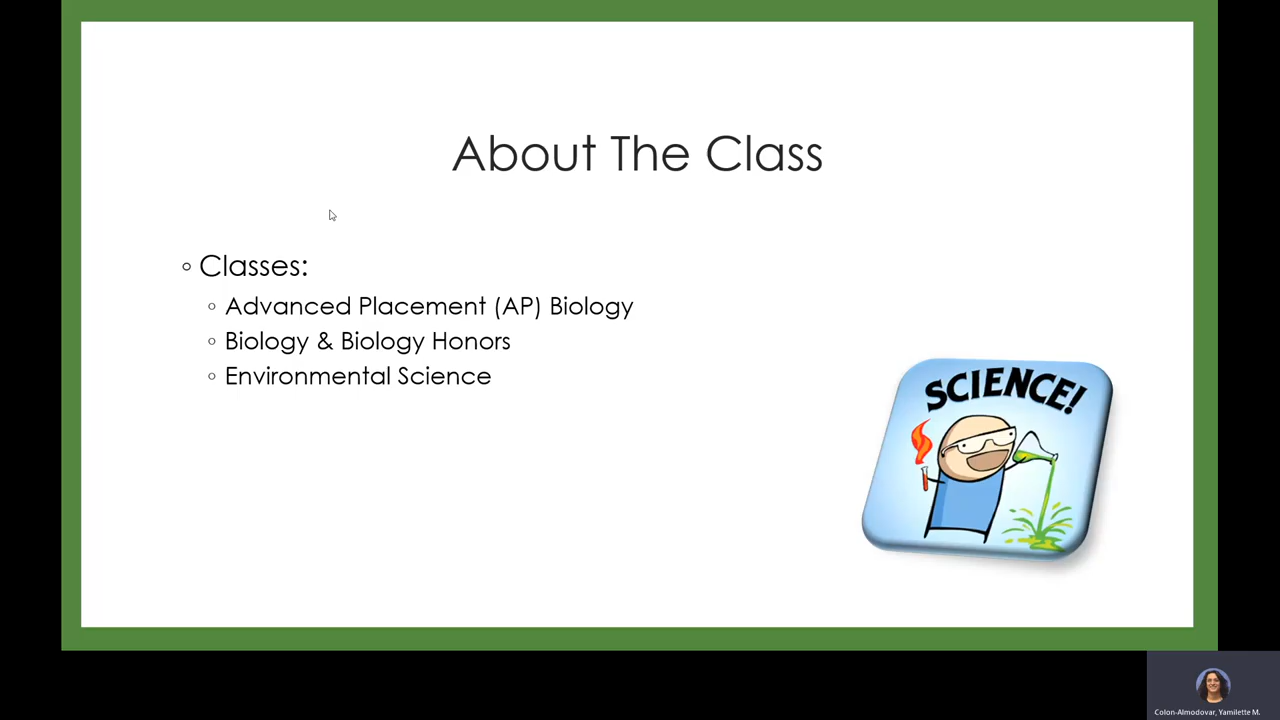 About The Class
Classes:
Advanced Placement (AP) Biology
Biology & Biology Honors
Environmental Science
SCIENCE!
Colon-Almodovar, Yamilette M.